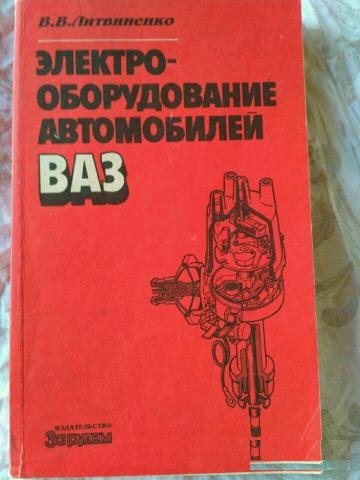 В.В.Литвиненко
ЭЛЕКТРО-
ОБОРУДОВАНИЕ
АВТОМОБИЛЕЙ
ВАЗ
ИЗДАТЕЛЬСТВО
За рулем